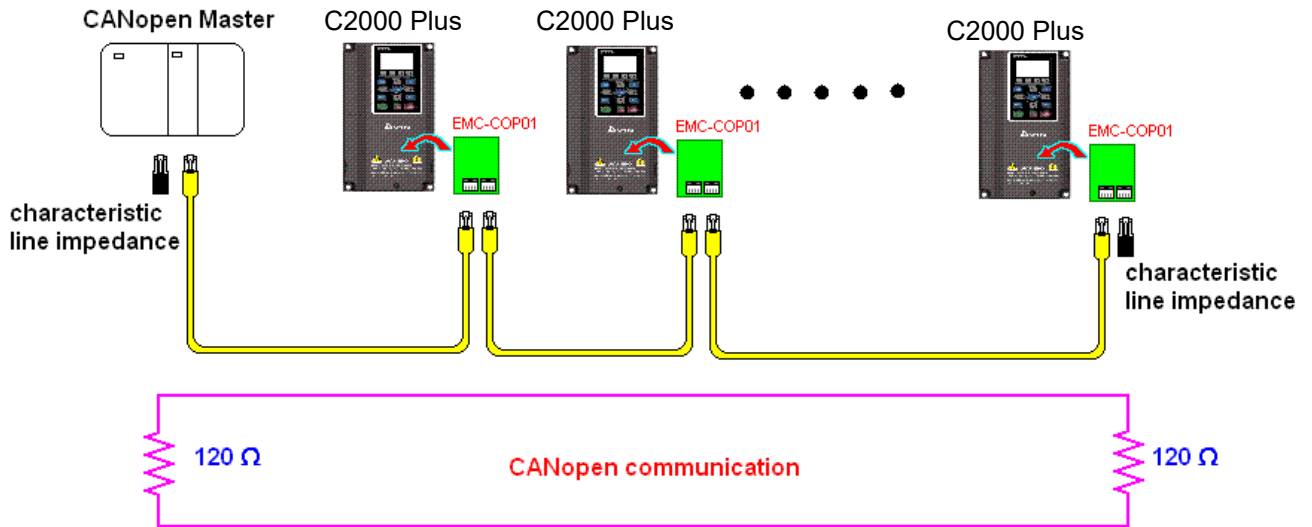 CANopen Master
C2000 Plus
C2000 Plus
C2000 Plus
EMC-COP01
EMC-COP01
EMC-COP01
characteristic
line impedance
characteristic
line impedance
120 Ω
CANopen communication
120 Ω